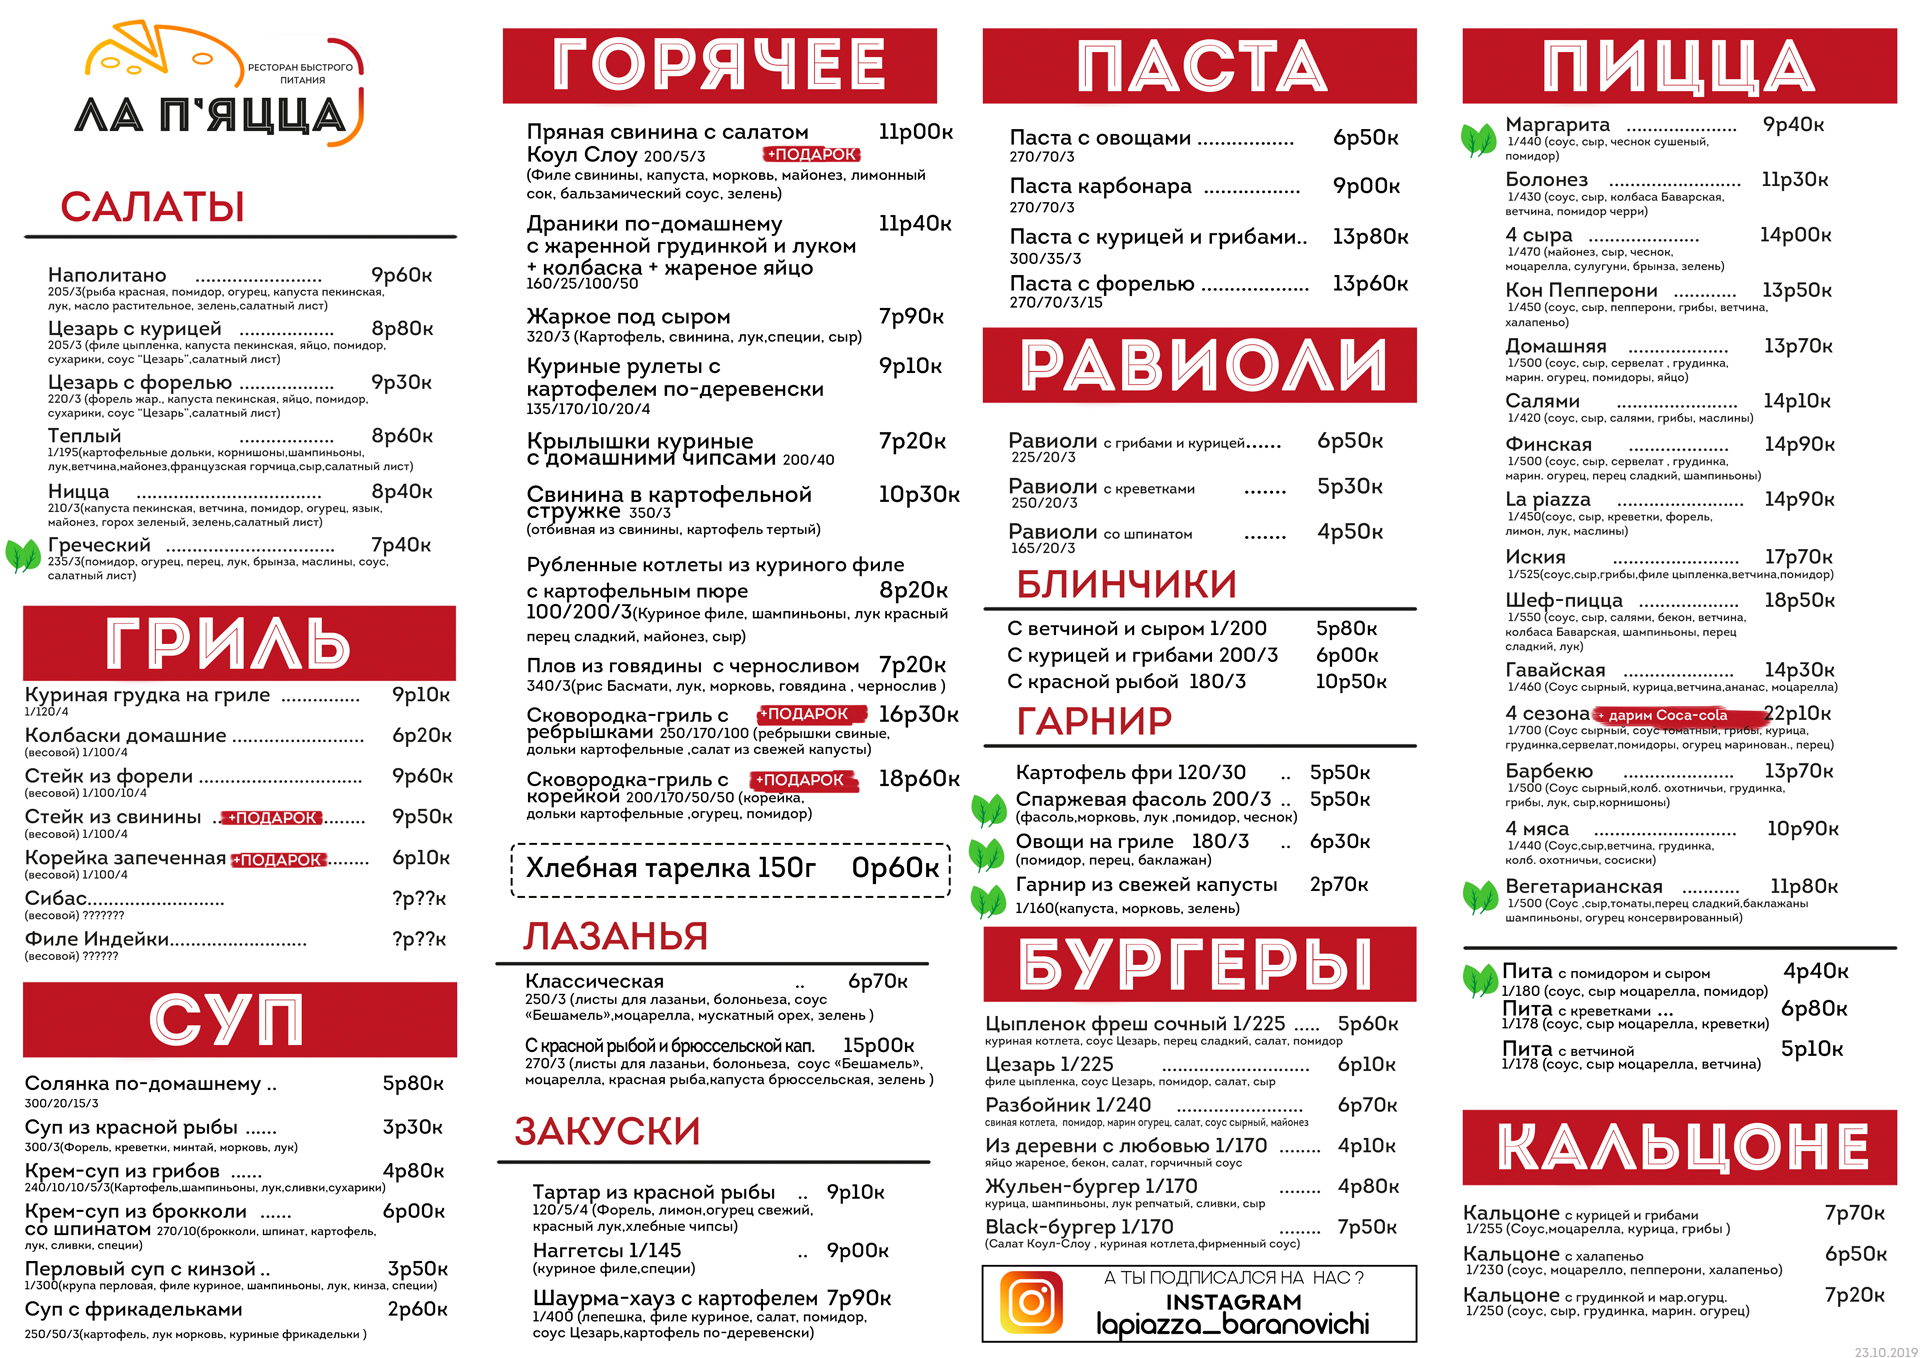 РЕСТОРАН БЫСТРОГО
ПИТАНИЯ
ЛА П'ЯЦЦА
САЛАТЫ
Наполитано ........................ 9р60к
205/3(рыба красная, помидор, огурец, капуста пекинская,
лук, масло растительное, зелень,салатный лист)
Цезарь с курицей .................. 8р80к
205/3 (филе цыпленка, капуста пекинская, яйцо, помидор,
сухарики, соус "Цезарь",салатный лист)
Цезарь с форелью .................. 9р30к
220/3 (форель жар., капуста пекинская, яйцо, помидор,
сухарики, соус "Цезарь",салатный лист)
Теплый .................. 8р60к
1/195(картофельные дольки, корнишоны,шампиньоны,
лук,ветчина,майонез,французская горчица,сыр,салатный лист)
Ницца ................................... 8р40к
210/3(капуста пекинская, ветчина, помидор, огурец, язык,
майонез, горох зеленый, зелень,салатный лист)
Греческий ................................ 7р40к
235/3(помидор, огурец, перец, лук, брынза, маслины, соус,
салатный лист)
ГРИЛЬ
Куриная грудка на гриле ............... 9р10к
1/120/4
Колбаски домашние ......................... 6р20к
(весовой) 1/100/4
Стейк из форели ............................... 9р60к
(весовой) 1/100/10/4
Стейк из свинины ..+ПОДАРОК........ 9р50к
(весовой) 1/100/4
Корейка запеченная +ПОДАРОК........ 6р10к
(весовой) 1/100/4
Сибас.......................... ?р??к
(весовой) ???????
Филе Индейки.......................... ?р??к
(весовой) ??????
СУП
Солянка по-домашнему .. 5р80к
300/20/15/3
Суп из красной рыбы ...... 3р30к
300/3(Форель, креветки, минтай, морковь, лук)
Крем-суп из грибов ...... 4р80к
240/10/10/5/3(Картофель,шампиньоны, лук,сливки,сухарики)
Крем-суп из брокколи ...... 6р00к
со шпинатом 270/10(брокколи, шпинат, картофель,
лук, сливки, специи)
Перловый суп с кинзой .. 3р50к
1/300(крупа перловая, филе куриное, шампиньоны, лук, кинза, специи)
Суп с фрикадельками 2р60к
250/50/3(картофель, лук морковь, куриные фрикадельки )
ГОРЯЧЕЕ
Пряная свинина с салатом 11р00к
Коул Слоу 200/5/3 +ПОДАРОК
(Филе свинины, капуста, морковь, майонез, лимонный
сок, бальзамический соус, зелень)
Драники по-домашнему 11р40к
с жаренной грудинкой и луком
+ колбаска + жареное яйцо
160/25/100/50
Жаркое под сыром 7р90к
320/3 (Картофель, свинина, лук,специи, сыр)
Куриные рулеты с 9р10к
картофелем по-деревенски
135/170/10/20/4
Крылышки куриные 7р20к
с домашними чипсами 200/40
Свинина в картофельной 10р30к
стружке 350/3
(отбивная из свинины, картофель тертый)
Рубленные котлеты из куриного филе
с картофельным пюре 8р20к
100/200/3(Куриное филе, шампиньоны, лук красный
перец сладкий, майонез, сыр)
Плов из говядины с черносливом 7р20к
340/3(рис Басмати, лук, морковь, говядина , чернослив )
Сковородка-гриль с +ПОДАРОК 16р30к
ребрышками 250/170/100 (ребрышки свиные,
дольки картофельные ,салат из свежей капусты)
Сковородка-гриль с +ПОДАРОК 18р60к
корейкой 200/170/50/50 (корейка,
дольки картофельные ,огурец, помидор)
Хлебная тарелка 150г 0р60к
ЛАЗАНЬЯ
Классическая .. 6р70к
250/3 (листы для лазаньи, болоньеза, соус
«Бешамель»,моцарелла, мускатный орех, зелень )
С красной рыбой и брюссельской кап. 15р00к
270/3 (листы для лазаньи, болоньеза, соус «Бешамель»,
моцарелла, красная рыба,капуста брюссельская, зелень )
ЗАКУСКИ
Тартар из красной рыбы .. 9р10к
120/5/4 (Форель, лимон,огурец свежий,
красный лук,хлебные чипсы)
Наггетсы 1/145 .. 9р00к
(куриное филе,специи)
Шаурма-хауз с картофелем 7р90к
1/400 (лепешка, филе куриное, салат, помидор,
соус Цезарь,картофель по-деревенски)
ПАСТА
Паста с овощами ................ 6р50к
270/70/3
Паста карбонара ................ 9р00к
270/70/3
Паста с курицей и грибами.. 13р80к
300/35/3
Паста с форелью .................. 13р60к
270/70/3/15
РАВИОЛИ
Равиоли с грибами и курицей...... 6р50к
225/20/3
Равиоли с креветками ....... 5р30к
250/20/3
Равиоли со шпинатом ....... 4р50к
165/20/3
БЛИНЧИКИ
С ветчиной и сыром 1/200 5р80к
С курицей и грибами 200/3 6р00к
С красной рыбой 180/3 10р50к
ГАРНИР
Картофель фри 120/30 .. 5р50к
Спаржевая фасоль 200/3 .. 5р50к
(фасоль,морковь, лук ,помидор, чеснок)
Овощи на гриле 180/3 .. 6р30к
(помидор, перец, баклажан)
Гарнир из свежей капусты 2р70к
1/160(капуста, морковь, зелень)
БУРГЕРЫ
Цыпленок фреш сочный 1/225 ..... 5р60к
куриная котлета, соус Цезарь, перец сладкий, салат, помидор
Цезарь 1/225 ............................ 6р10к
филе цыпленка, соус Цезарь, помидор, салат, сыр
Разбойник 1/240 ........................ 6р70к
свиная котлета, помидор, марин огурец, салат, соус сырный, майонез
Из деревни с любовью 1/170 ........ 4р10к
яйцо жареное, бекон, салат, горчичный соус
Жульен-бургер 1/170 ........ 4р80к
курица, шампиньоны, лук репчатый, сливки, сыр
Black-бургер 1/170 ........ 7р50к
(Салат Коул-Слоу , куриная котлета,фирменный соус)
А ТЫ ПОДПИСАЛСЯ НА НАС ?
INSTAGRAM
lapiazza_baranovichi
ПИЦЦА
Маргарита ..................... 9р40к
1/440 (соус, сыр, чеснок сушеный,
помидор)
Болонез ......................... 11р30к
1/430 (соус, сыр, колбаса Баварская,
ветчина, помидор черри)
4 сыра ..................... 14р00к
1/470 (майонез, сыр, чеснок,
моцарелла, сулугуни, брынза, зелень)
Кон Пепперони ............ 13р50к
1/450 (соус, сыр, пепперони, грибы, ветчина,
халапеньо)
Домашняя ................... 13р70к
1/500 (соус, сыр, сервелат , грудинка,
марин. огурец, помидоры, яйцо)
Салями ....................... 14р10к
1/420 (соус, сыр, салями, грибы, маслины)
Финская ................... 14р90к
1/500 (соус, сыр, сервелат , грудинка,
марин. огурец, перец сладкий, шампиньоны)
La piazza ....................... 14р90к
1/450(соус, сыр, креветки, форель,
лимон, лук, маслины)
Иския ........................ 17р70к
1/525(соус,сыр,грибы,филе цыпленка,ветчина,помидор)
Шеф-пицца ................... 18р50к
1/550 (соус, сыр, салями, бекон, ветчина,
колбаса Баварская, шампиньоны, перец
сладкий, лук)
Гавайская ........................ 14р30к
1/460 (Соус сырный, курица,ветчина,ананас, моцарелла)
4 сезона + дарим Coca-cola 22р10к
1/700 (Соус сырный, соус томатный, грибы, курица,
грудинка,сервелат,помидоры, огурец маринован., перец)
Барбекю ..................... 13р70к
1/500 (Соус сырный,колб. охотничьи, грудинка,
грибы, лук, сыр,корнишоны)
4 мяса ........................... 10р90к
1/440 (Соус,сыр,ветчина, грудинка,
колб. охотничьи, сосиски)
Вегетарианская ........... 11р80к
1/500 (Соус ,сыр,томаты,перец сладкий,баклажаны
шампиньоны, огурец консервированный)
Пита с помидором и сыром 4р40к
1/180 (соус, сыр моцарелла, помидор)
Пита с креветками ... 6р80к
1/178 (соус, сыр моцарелла, креветки)
Пита с ветчиной 5р10к
1/178 (соус, сыр моцарелла, ветчина)
КАЛЬЦОНЕ
Кальцоне с курицей и грибами 7р70к
1/255 (Соус,моцарелла, курица, грибы )
Кальцоне с халапеньо 6р50к
1/230 (соус, моцарелло, пепперони, халапеньо)
Кальцоне с грудинкой и мар.огурц. 7р20к
1/250 (соус, сыр, грудинка, марин. огурец)
23.10.2019